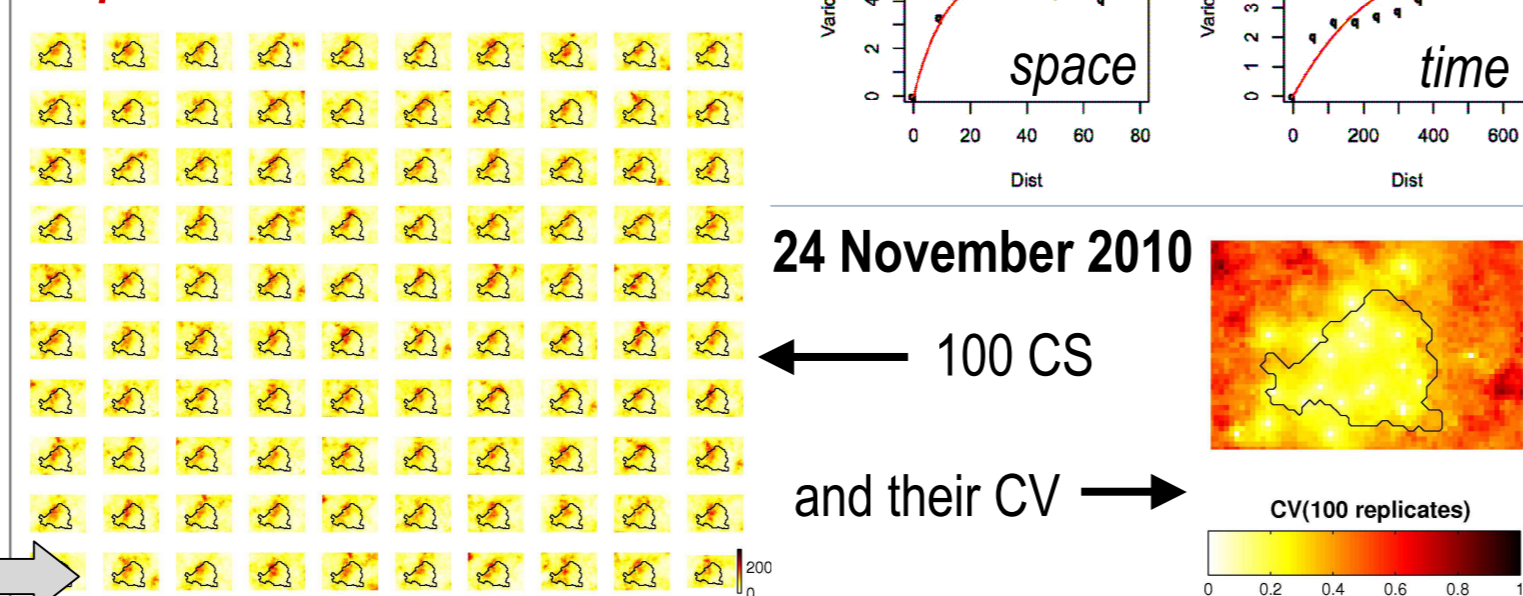 4
2
0
space
0 20 40 60 80
Dist
3
2
1
0
time
0 200 400 600
Dist
24 November 2010
100 CS
and their CV
200
0
CV(100 replicates)
0 0.2 0.4 0.6 0.8 1